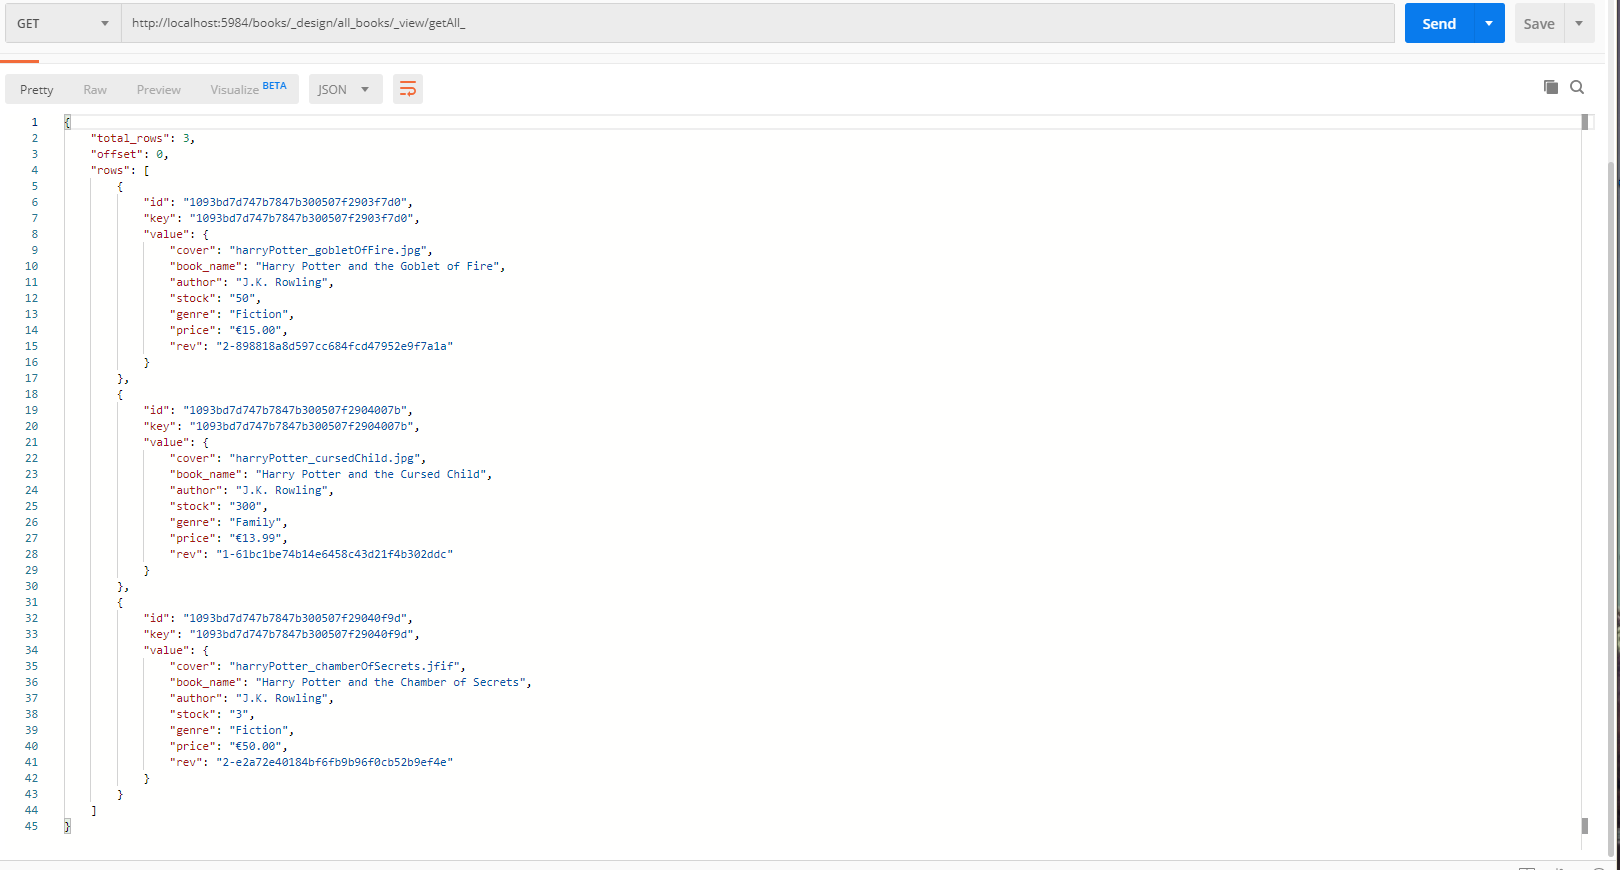 GET http://localhost:5984/books/_design/all_books/_view/getAll_ Send Save
Pretty Raw Preview Visualize BETA JSON
1 {
2 "total_rows": 3,
3 "offset": 0,
4 "rows": [
5 {
6 "id": "1093bd7d747b7847b300507f2903f7d0",
7 "key": "1093bd7d747b7847b300507f2903f7d0",
8 "value": {
9 "cover": "harryPotter_gobletOfFire.jpg",
10 "book_name": "Harry Potter and the Goblet of Fire",
11 "author": "J.K. Rowling",
12 "stock": "50",
13 "genre": "Fiction",
14 "price": "€15.00",
15 "rev": "2-898818a8d597cc684fcd47952e9f7a1a"
16 }
17 },
18 {
19 "id": "1093bd7d747b7847b300507f2904007b",
20 "key": "1093bd7d747b7847b300507f2904007b",
21 "value": {
22 "cover": "harryPotter_cursedChild.jpg",
23 "book_name": "Harry Potter and the Cursed Child",
24 "author": "J.K. Rowling",
25 "stock": "300",
26 "genre": "Family",
27 "price": "€13.99",
28 "rev": "1-61bc1be74b14e6458c43d21f4b302ddc"
29 }
30 },
31 {
32 "id": "1093bd7d747b7847b300507f29040f9d",
33 "key": "1093bd7d747b7847b300507f29040f9d",
34 "value": {
35 "cover": "harryPotter_chamberOfSecrets.jfif",
36 "book_name": "Harry Potter and the Chamber of Secrets",
37 "author": "J.K. Rowling",
38 "stock": "3",
39 "genre": "Fiction",
40 "price": "€50.00",
41 "rev": "2-e2a72e40184bf6fb9b96f0cb52b9ef4e"
42 }
43 }
44 ]
45 }